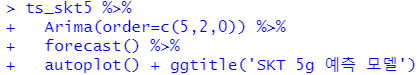 > ts_skt5 %>%
+   Arima(order=c(5,2,0)) %>%
+   forecast() %>%
+   autoplot() + ggtitle('SKT 5g 예측 모델')